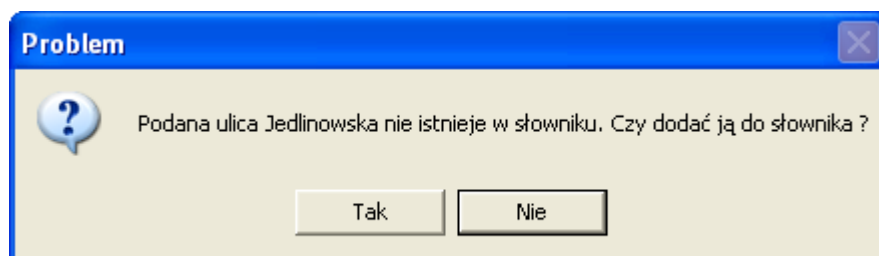 Problem
Podana ulica Jedlinowska nie istnieje w słowniku. Czy dodać ją do słownika ?
Tak Nie